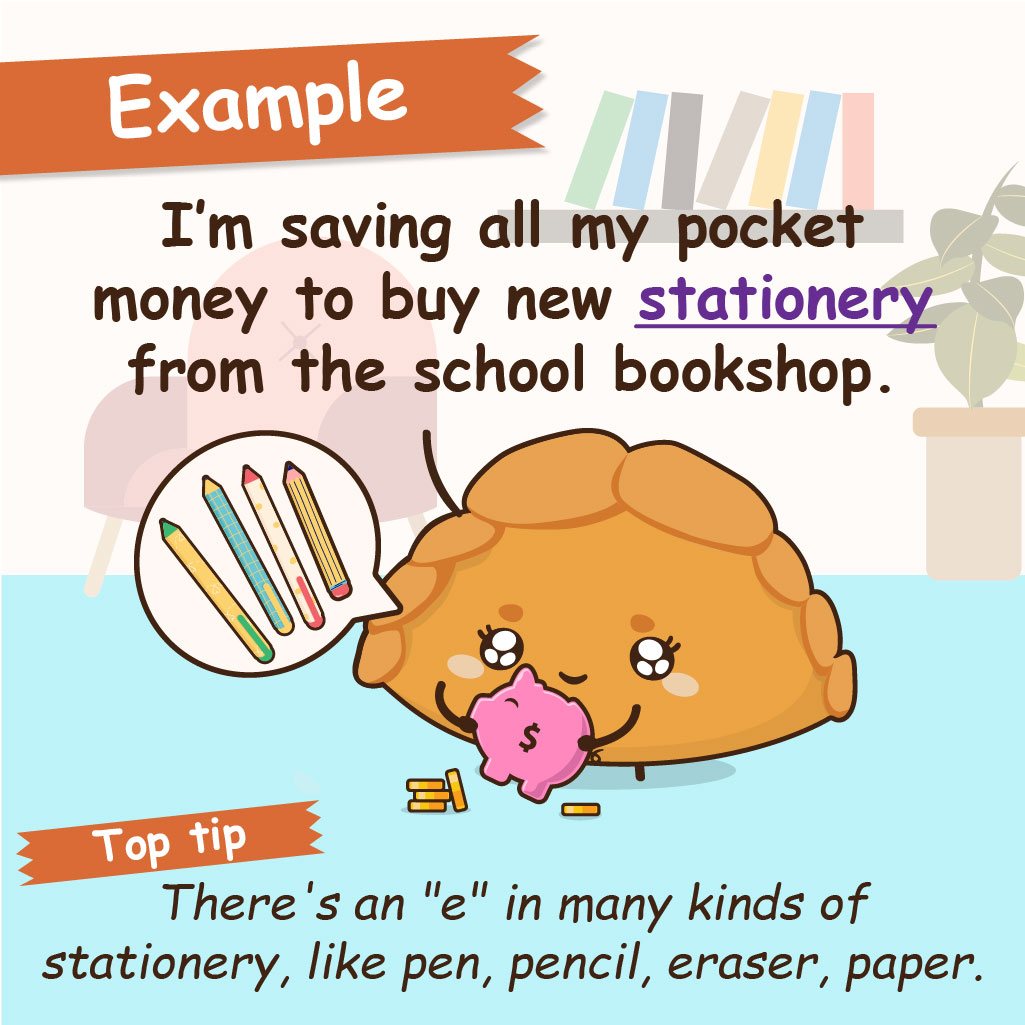 Example
I'm saving all my pocket
money to buy new stationery
from the school bookshop.
$
Top tip
There's an "e" in many kinds of
stationery, like pen, pencil, eraser, paper.